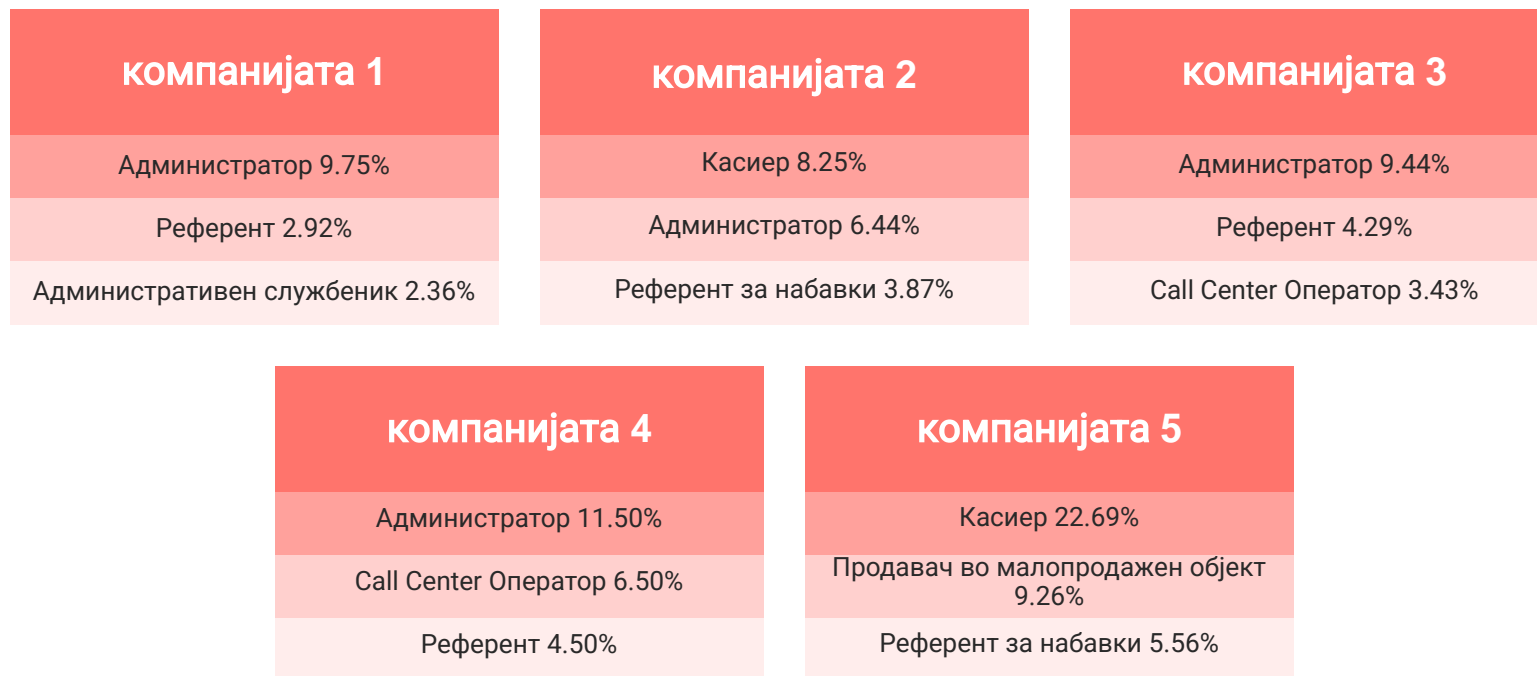 компанијата 1
Администратор 9.75%
Референт 2.92%
Административен службеник 2.36%
компанијата 2
Касиер 8.25%
Администратор 6.44%
Референт за набавки 3.87%
компанијата 3
Администратор 9.44%
Референт 4.29%
Call Center Оператор 3.43%
компанијата 4
Администратор 11.50%
Call Center Оператор 6.50%
Референт 4.50%
компанијата 5
Касиер 22.69%
Продавач во малопродажен објект
9.26%
Референт за набавки 5.56%